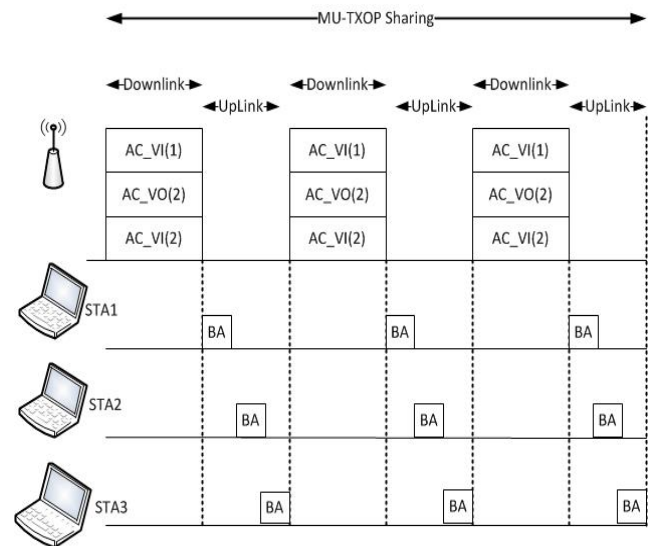 MU-TXOP Sharing
Downlink Downlink Downlink
UpLink UpLink UpLink
AC_VI(1) AC_VI(1) AC_VI(1)
AC_VO(2) AC_VO(2) AC_VO(2)
AC_VI(2) AC_VI(2) AC_VI(2)
STA1
BA BA BA
STA2
BA BA BA
STA3
BA BA BA